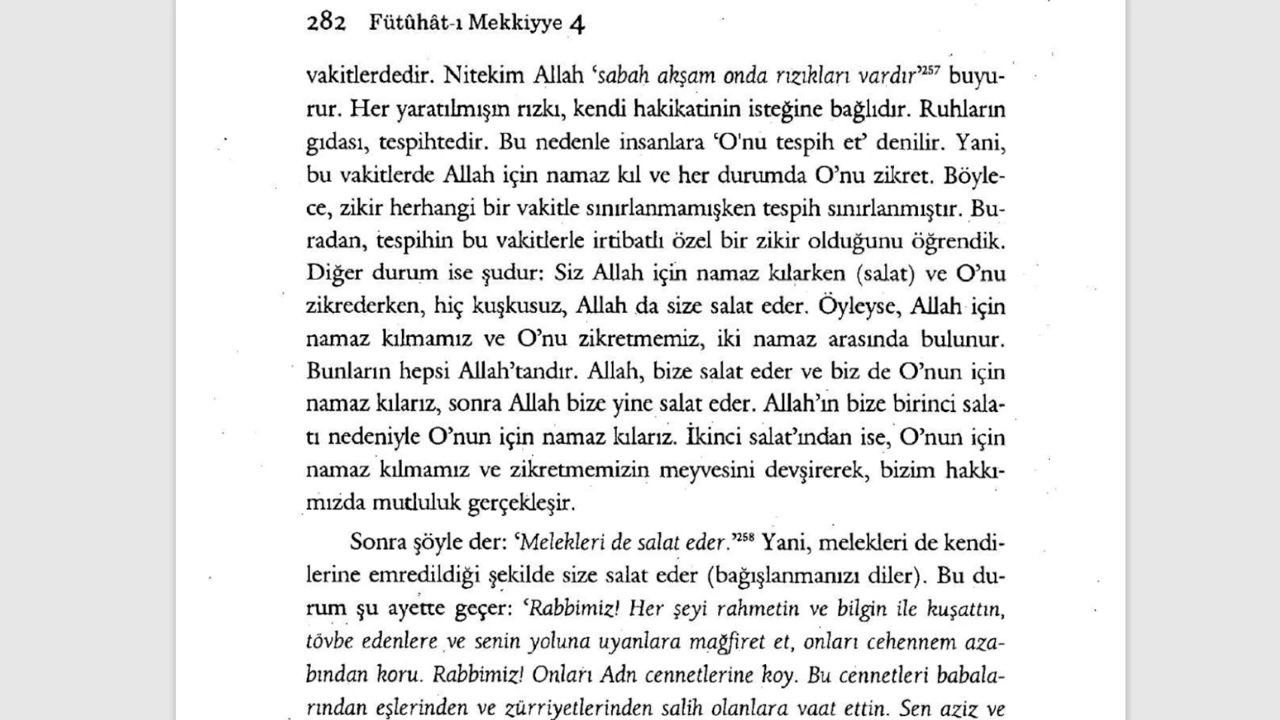 282 Fütûhât-ı Mekkiyye 4
vakitlerdedir. Nitekim Allah ‘sabah akşam onda rızıkları vardır’²⁵⁷ buyu-
rur. Her yaratılmışın rızkı, kendi hakikatinin isteğine bağlıdır. Ruhların
gıdası, tespihtedir. Bu nedenle insanlara ‘O'nu tespih et’ denilir. Yani,
bu vakitlerde Allah için namaz kıl ve her durumda O’nu zikret. Böyle-
ce, zikir herhangi bir vakitle sınırlanmamışken tespih sınırlanmıştır. Bu-
radan, tespihin bu vakitlerle irtibatlı özel bir zikir olduğunu öğrendik.
Diğer durum ise şudur: Siz Allah için namaz kılarken (salat) ve O’nu
zikrederken, hiç kuşkusuz, Allah da size salat eder. Öyleyse, Allah için
namaz kılmamız ve O’nu zikretmemiz, iki namaz arasında bulunur.
Bunların hepsi Allah’tandır. Allah, bize salat eder ve biz de O’nun için
namaz kılarız, sonra Allah bize yine salat eder. Allah’ın bize birinci sala-
tı nedeniyle O’nun için namaz kılarız. İkinci salat’ından ise, O’nun için
namaz kılmamız ve zikretmemizin meyvesini devşirerek, bizim hakkı-
mızda mutluluk gerçekleşir.
Sonra şöyle der: ‘Melekleri de salat eder.’²⁵⁸ Yani, melekleri de kendi-
lerine emredildiği şekilde size salat eder (bağışlanmanızı diler). Bu du-
rum şu ayette geçer: ‘Rabbimiz! Her şeyi rahmetin ve bilgin ile kuşattın,
tövbe edenlere ve senin yoluna uyanlara mağfiret et, onları cehennem aza-
bından koru. Rabbimiz! Onları Adn cennetlerine koy. Bu cennetleri babala-
rından eşlerinden ve zürriyetlerinden salih olanlara vaat ettin. Sen aziz ve